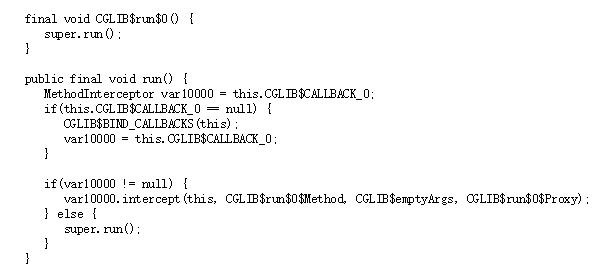 final void CGLIB$run$0() {
super.run();
}
public final void run() {
MethodInterceptor var10000 = this.CGLIB$CALLBACK_0;
if(this.CGLIB$CALLBACK_0 == null) {
CGLIB$BIND_CALLBACKS(this);
var10000 = this.CGLIB$CALLBACK_0;
}
if(var10000 != null) {
var10000.intercept(this, CGLIB$run$0$Method, CGLIB$emptyArgs, CGLIB$run$0$Proxy);
} else {
super.run();
}
}